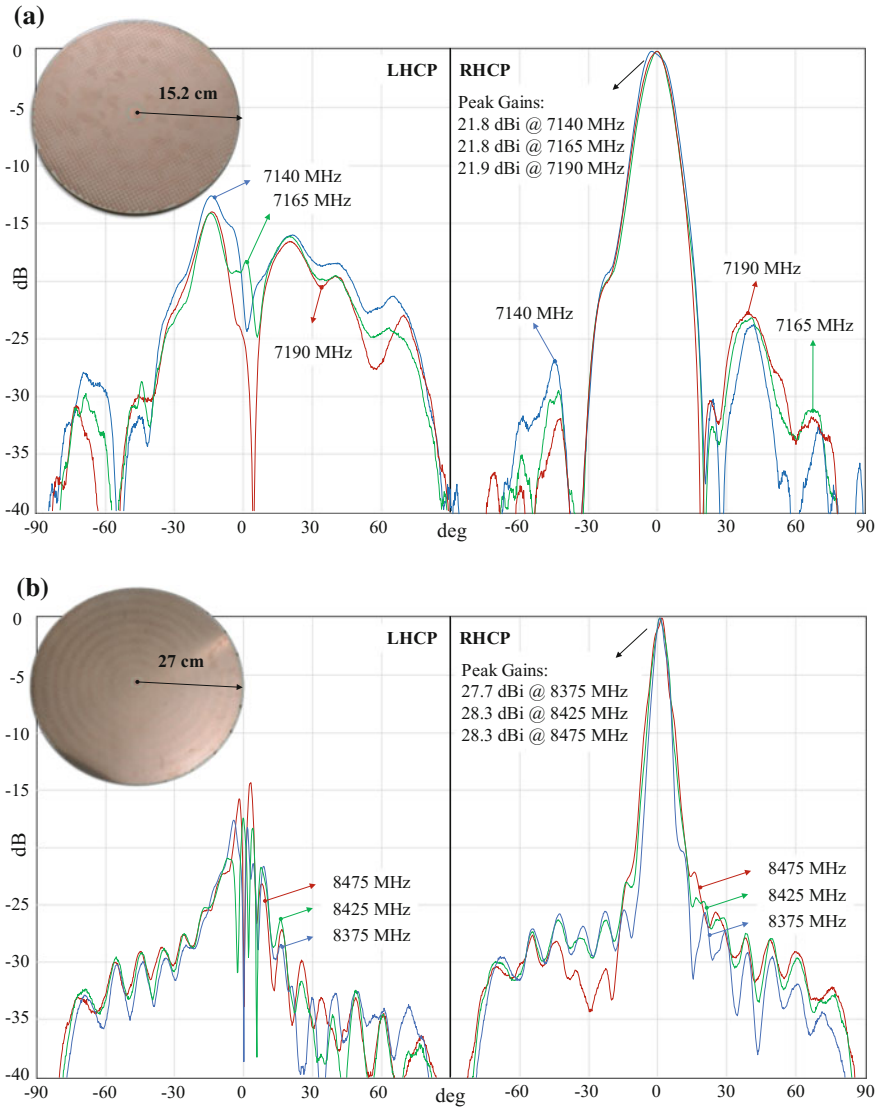 (a)
0
-5
-10
-15
-20
-25
-30
-35
-40
dB
15.2 cm
LHCP
7140 MHz
7165 MHz
7190 MHz
-90
-60
-30
0
30
60
RHCP
Peak Gains:
21.8 dBi @ 7140 MHz
21.8 dBi @ 7165 MHz
21.9 dBi @ 7190 MHz
7190 MHz
7140 MHz
7165 MHz
-60
-30
0
30
60
90
deg
(b)
0
-5
-10
-15
-20
-25
-30
-35
-40
dB
27 cm
LHCP
8475 MHz
8425 MHz
8375 MHz
-90
-60
-30
0
30
60
RHCP
Peak Gains:
27.7 dBi @ 8375 MHz
28.3 dBi @ 8425 MHz
28.3 dBi @ 8475 MHz
8475 MHz
8425 MHz
8375 MHz
-60
-30
0
30
60
90
deg